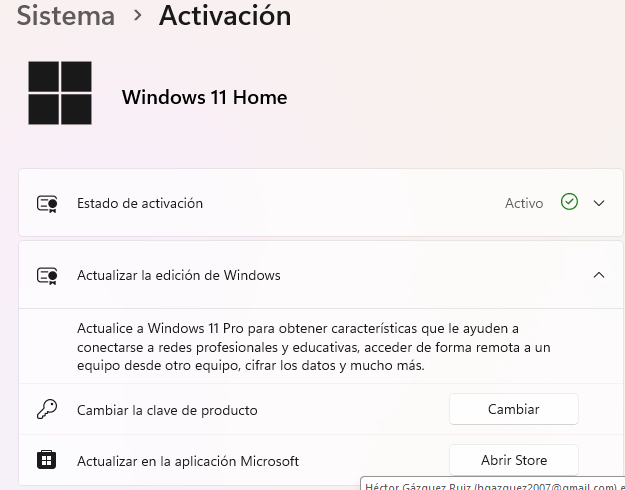 Sistema > Activación
Windows 11 Home
Estado de activación Activo
Actualizar la edición de Windows
Actualice a Windows 11 Pro para obtener características que le ayuden a
conectarse a redes profesionales y educativas, acceder de forma remota a un
equipo desde otro equipo, cifrar los datos y mucho más.
Cambiar la clave de producto Cambiar
Actualizar en la aplicación Microsoft Abrir Store
Héctor Gázquez Ruiz (hgazquez2007@gmail.com) e